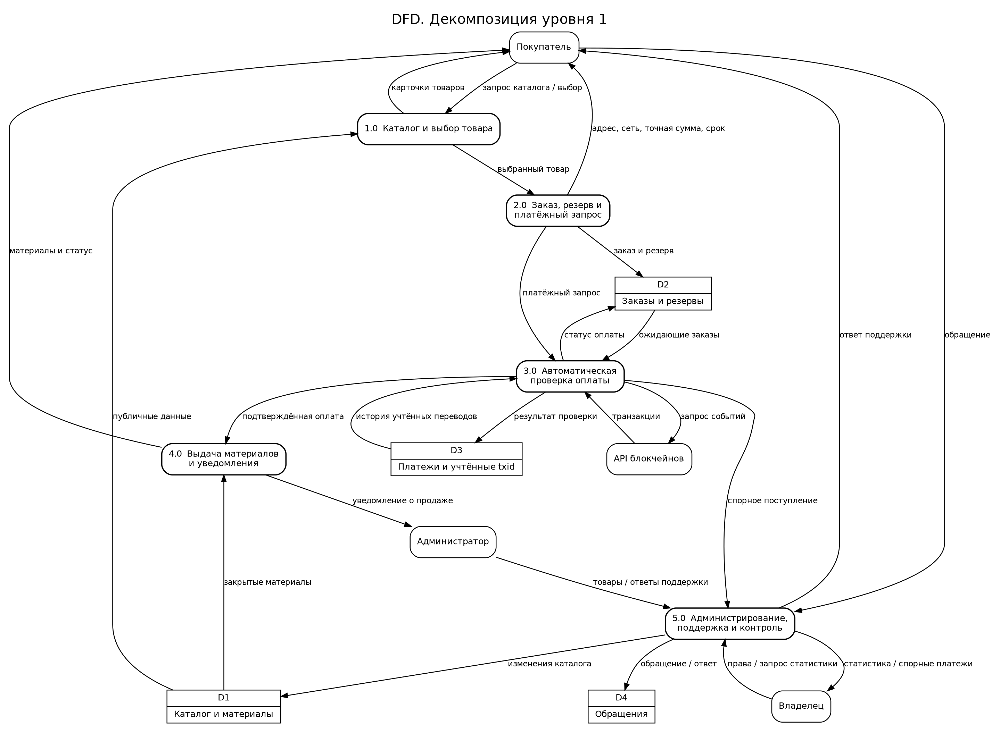 DFD. Декомпозиция уровня 1
Покупатель
карточки товаров
запрос каталога / выбор
1.0  Каталог и выбор товара
адрес, сеть, точная сумма, срок
выбранный товар
2.0  Заказ, резерв и
платёжный запрос
материалы и статус
заказ и резерв
D2
Заказы и резервы
платёжный запрос
статус оплаты
ожидающие заказы
ответ поддержки
обращение
3.0  Автоматическая
проверка оплаты
публичные данные
подтверждённая оплата
история учтённых переводов
результат проверки
транзакции
запрос событий
4.0  Выдача материалов
и уведомления
D3
Платежи и учтённые txid
API блокчейнов
уведомление о продаже
спорное поступление
Администратор
закрытые материалы
товары / ответы поддержки
5.0  Администрирование,
поддержка и контроль
изменения каталога
обращение / ответ
права / запрос статистики
статистика / спорные платежи
D1
Каталог и материалы
D4
Обращения
Владелец